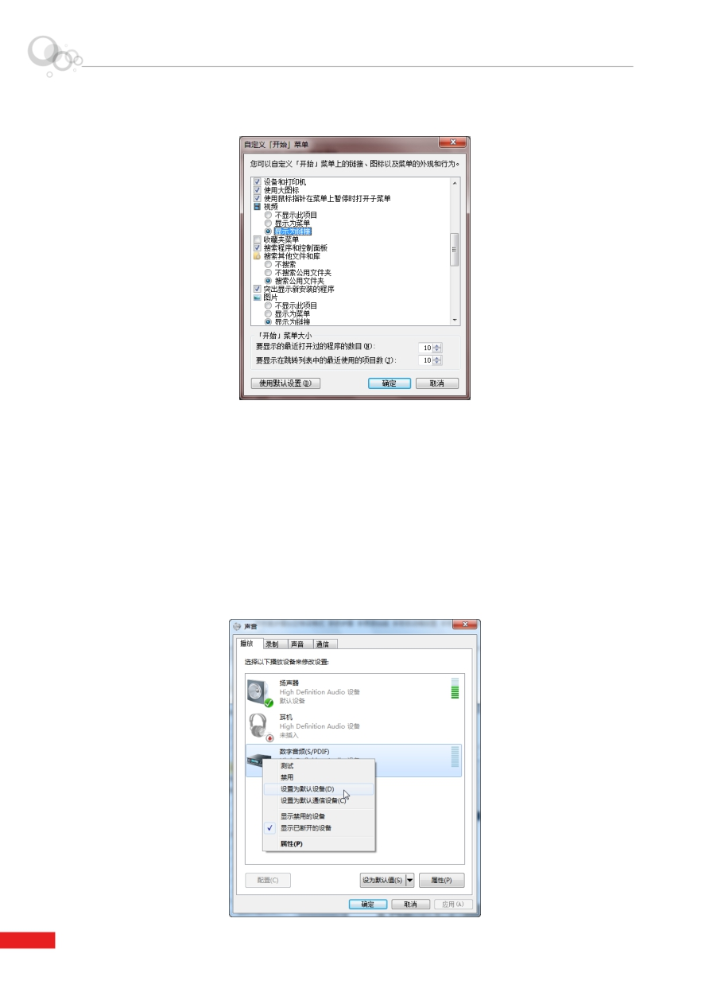 自定义「开始」菜单
您可以自定义「开始」菜单上的链接、图标以及菜单的外观和行为。
设备和打印机
使用大图标
使用鼠标指针在菜单上暂停时打开子菜单
视频
不显示此项目
显示为菜单
显示为链接
收藏夹菜单
搜索程序和控制面板
搜索其他文件和库
不搜索
不搜索公用文件夹
搜索公用文件夹
突出显示新安装的程序
图片
不显示此项目
显示为菜单
显示为链接
「开始」菜单大小
要显示的最近打开过的程序的数目(N): 10
要显示在跳转列表中的最近使用的项目数(J): 10
使用默认设置(D) 确定 取消
声音
播放 录制 声音 通信
选择以下播放设备来修改设置:
扬声器
High Definition Audio 设备
默认设备
耳机
High Definition Audio 设备
未插入
数字音频(S/PDIF)
测试
禁用
设置为默认设备(D)
设置为默认通信设备(C)
显示禁用的设备
显示已断开的设备
属性(P)
配置(C) 设为默认值(S) 属性(P)
确定 取消 应用(A)